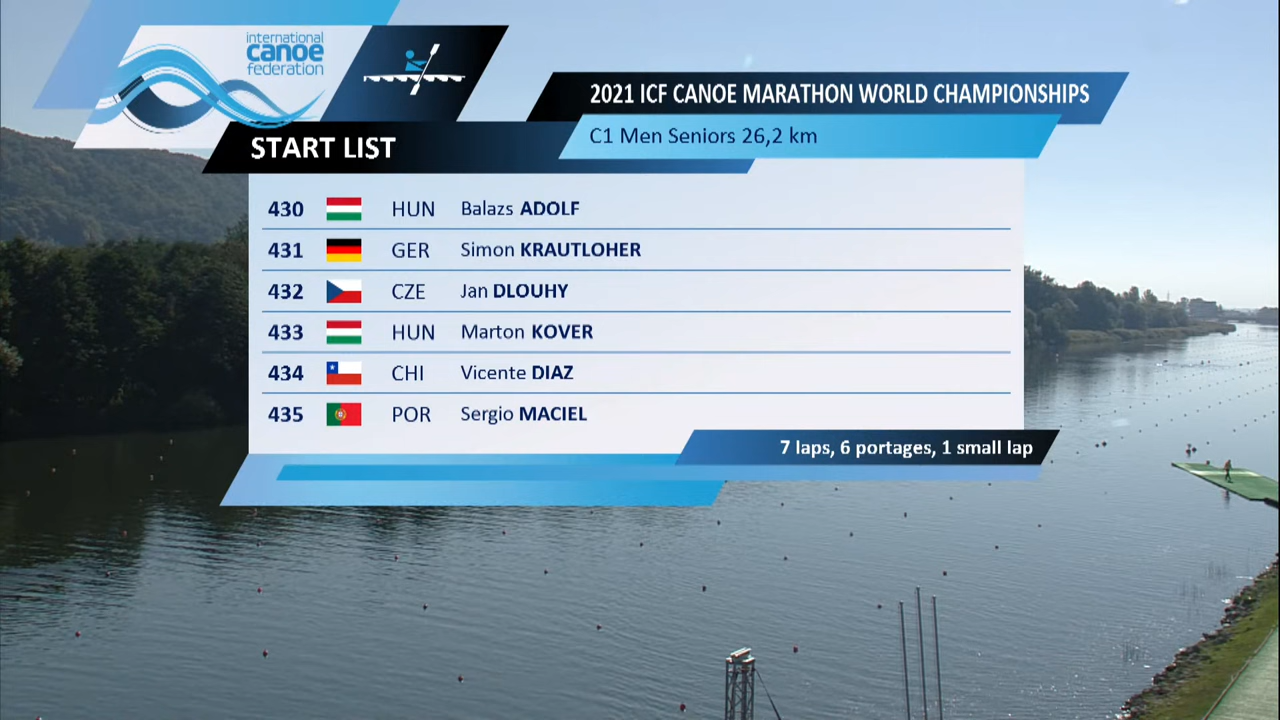 international
canoe
federation
2021 ICF CANOE MARATHON WORLD CHAMPIONSHIPS
C1 Men Seniors 26,2 km
START LIST
430 HUN Balazs ADOLF
431 GER Simon KRAUTLOHER
432 CZE Jan DLOUHY
433 HUN Marton KOVER
434 CHI Vicente DIAZ
435 POR Sergio MACIEL
7 laps, 6 portages, 1 small lap